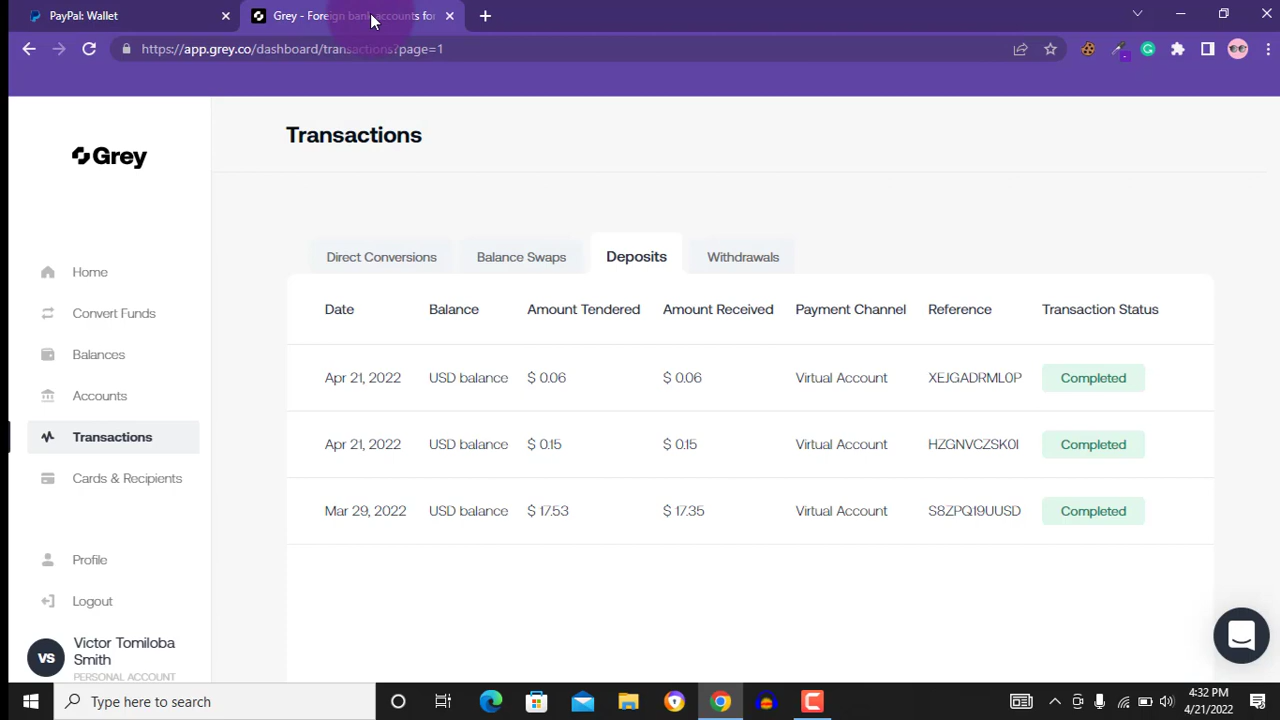 PayPal: Wallet
Grey - Foreign bank accounts for
https://app.grey.co/dashboard/transactions?page=1
Grey
Transactions
Direct Conversions Balance Swaps Deposits Withdrawals
Date Balance Amount Tendered Amount Received Payment Channel Reference Transaction Status
Apr 21, 2022 USD balance $ 0.06 $ 0.06 Virtual Account XEJGADRML0P Completed
Apr 21, 2022 USD balance $ 0.15 $ 0.15 Virtual Account HZGNVCZSK0I Completed
Mar 29, 2022 USD balance $ 17.53 $ 17.35 Virtual Account S8ZPQ19UUSD Completed
Home
Convert Funds
Balances
Accounts
Transactions
Cards & Recipients
Profile
Logout
VS
Victor Tomiloba
Smith
PERSONAL ACCOUNT
Type here to search
4:32 PM
4/21/2022